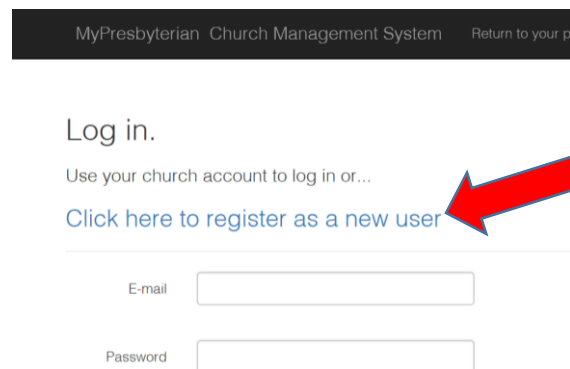 MyPresbyterian Church Management System Return to your
Log in.
Use your church account to log in or...
Click here to register as a new user
E-mail
Password